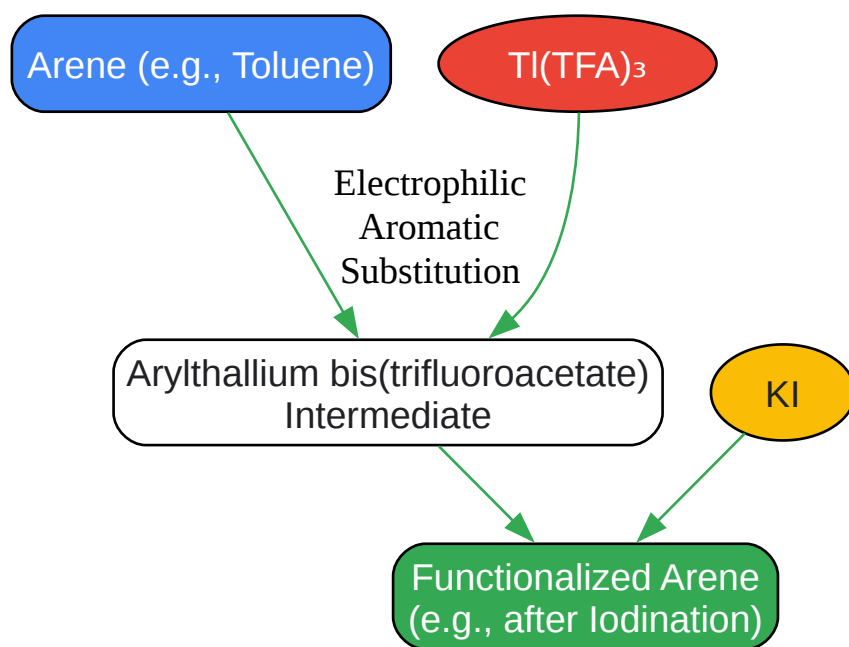 Arene (e.g., Toluene)
Tl(TFA)₃
Electrophilic
Aromatic
Substitution
Arylthallium bis(trifluoroacetate)
Intermediate
KI
Functionalized Arene
(e.g., after Iodination)